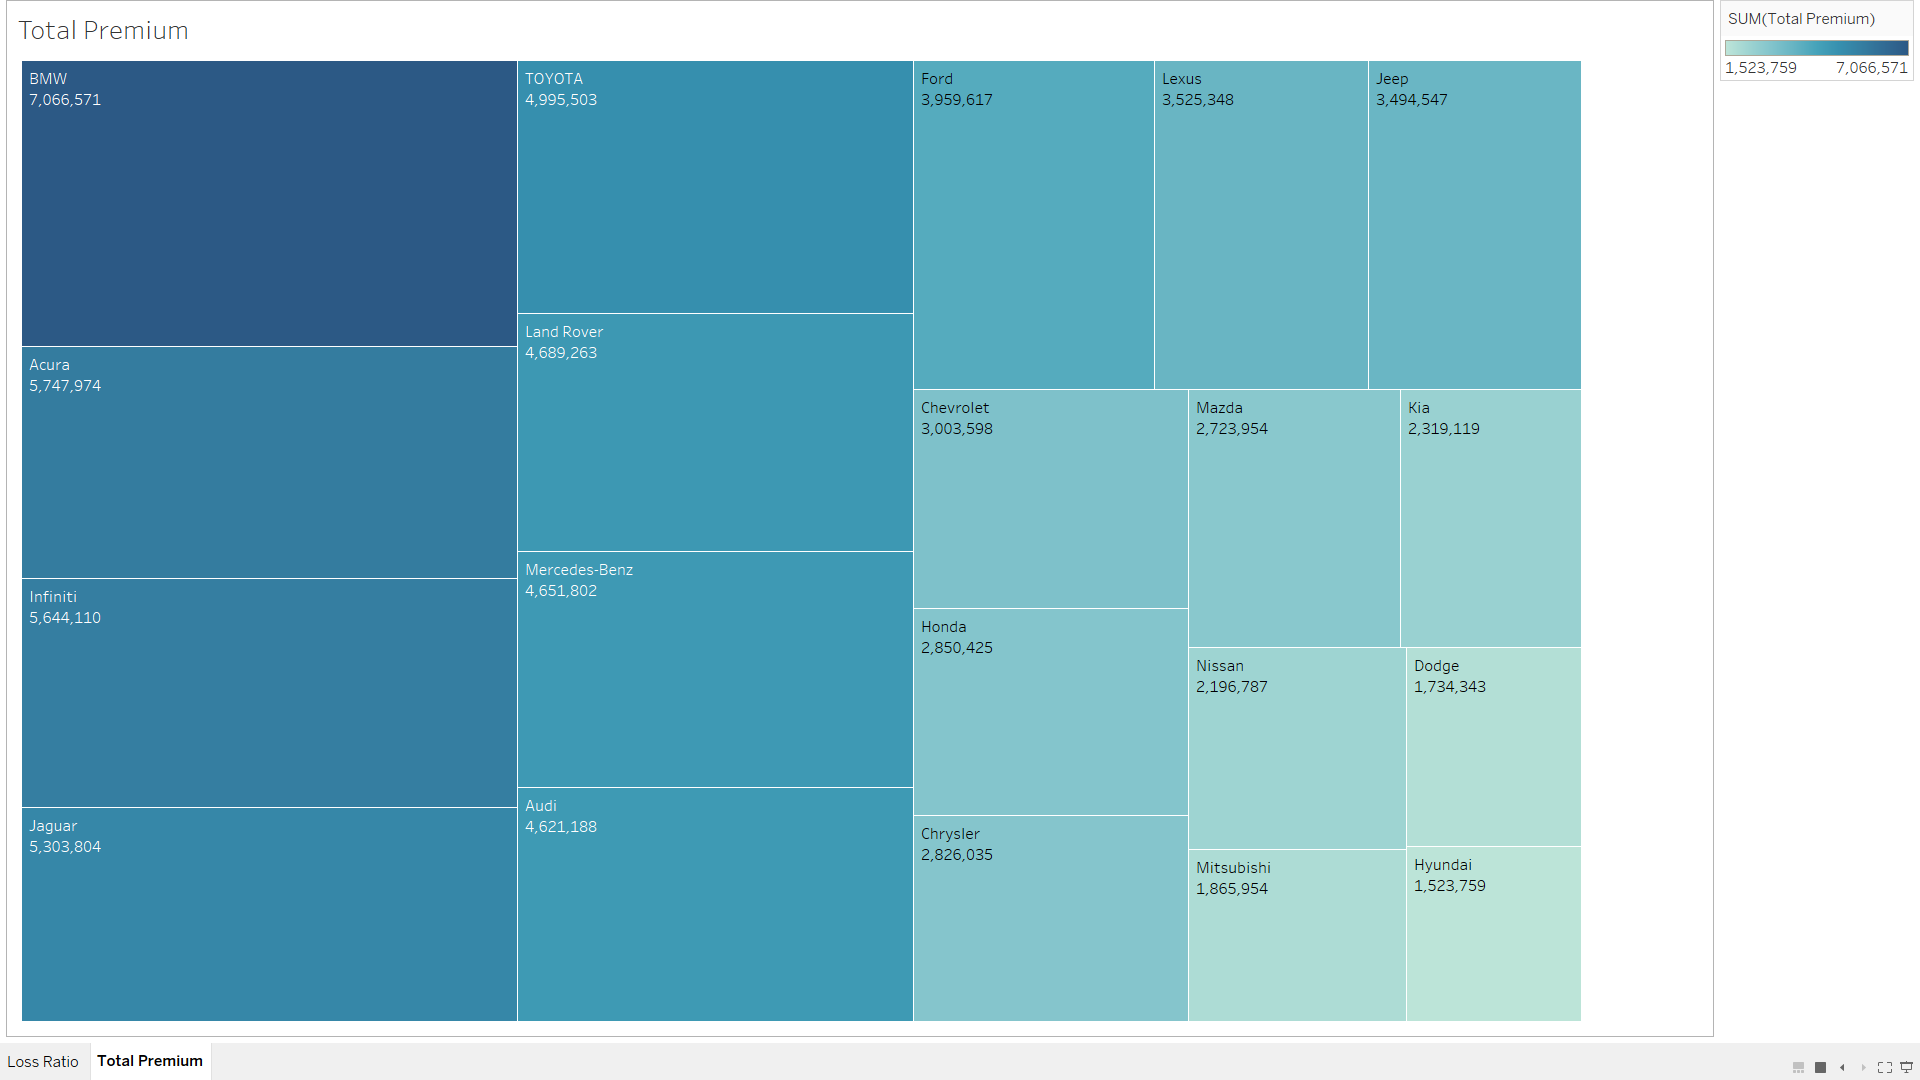 Total Premium
BMW
7,066,571
Acura
5,747,974
Infiniti
5,644,110
Jaguar
5,303,804
TOYOTA
4,995,503
Land Rover
4,689,263
Mercedes-Benz
4,651,802
Audi
4,621,188
Ford
3,959,617
Lexus
3,525,348
Jeep
3,494,547
Chevrolet
3,003,598
Honda
2,850,425
Chrysler
2,826,035
Mazda
2,723,954
Kia
2,319,119
Nissan
2,196,787
Dodge
1,734,343
Mitsubishi
1,865,954
Hyundai
1,523,759
SUM(Total Premium)
1,523,759 7,066,571
Loss Ratio Total Premium